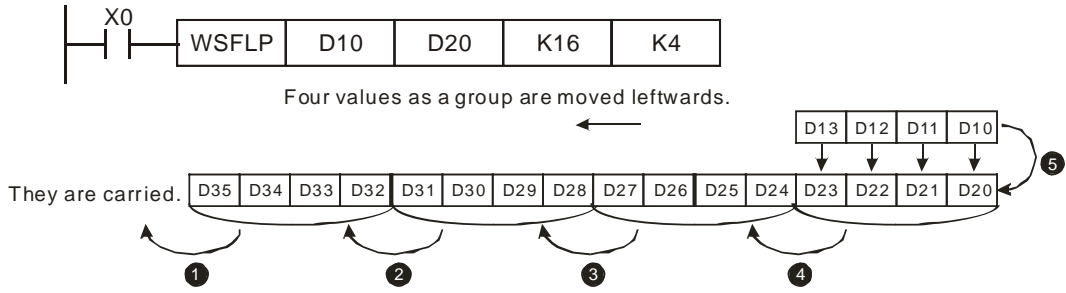 X0
WSFLP D10 D20 K16 K4
Four values as a group are moved leftwards.
D13 D12 D11 D10
5
They are carried. D35 D34 D33 D32 D31 D30 D29 D28 D27 D26 D25 D24 D23 D22 D21 D20
1 2 3 4